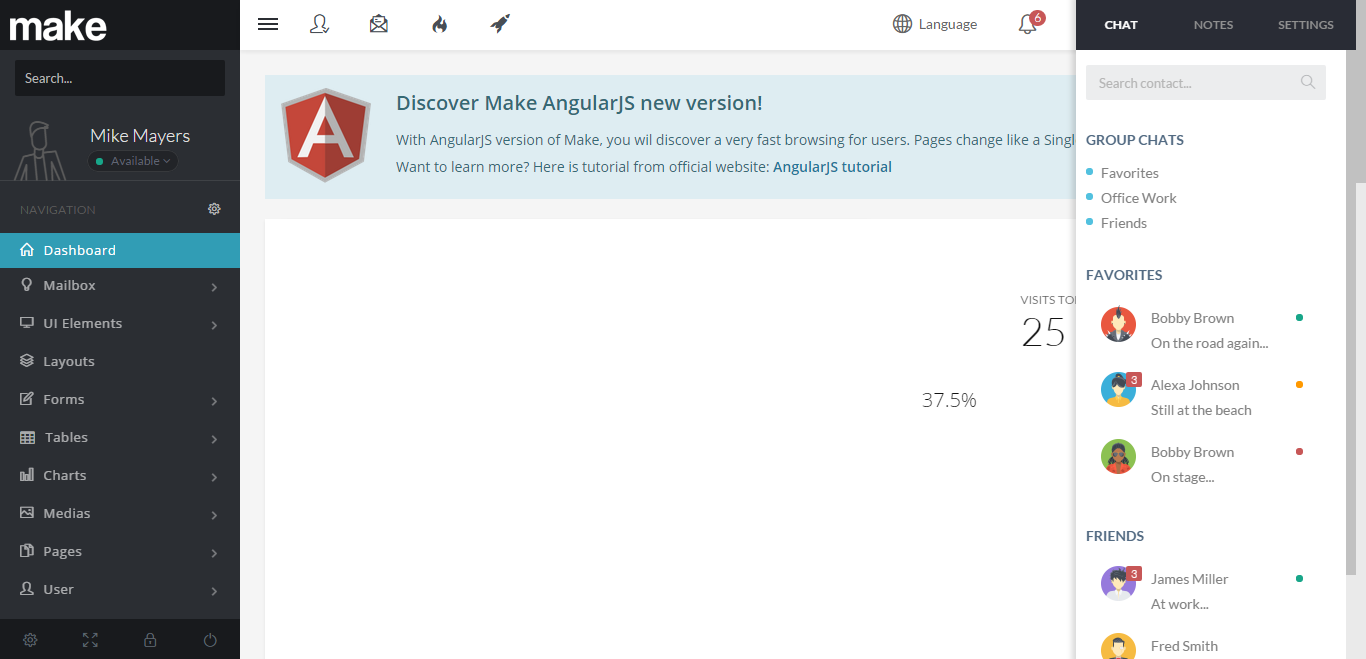 make
Search...
Mike Mayers
Available
NAVIGATION
Dashboard
Mailbox
UI Elements
Layouts
Forms
Tables
Charts
Medias
Pages
User
Language
6
Discover Make AngularJS new version!
With AngularJS version of Make, you wil discover a very fast browsing for users. Pages change like a Singl
Want to learn more? Here is tutorial from official website: AngularJS tutorial
VISITS TO
25
37.5%
CHAT NOTES SETTINGS
Search contact...
GROUP CHATS
Favorites
Office Work
Friends
FAVORITES
Bobby Brown
On the road again...
3
Alexa Johnson
Still at the beach
Bobby Brown
On stage...
FRIENDS
3
James Miller
At work...
Fred Smith